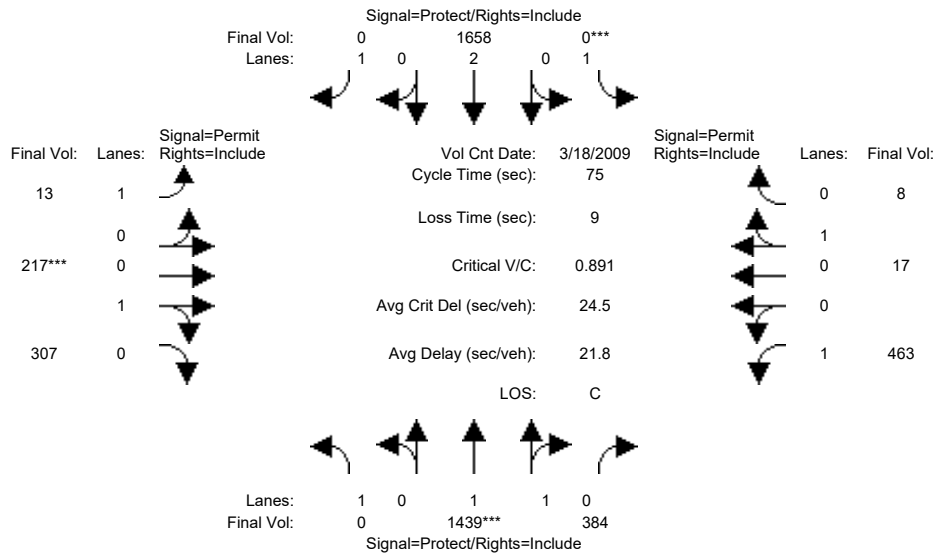 Signal=Protect/Rights=Include
Final Vol: 0 1658 0***
Lanes: 1 0 2 0 1
Signal=Permit
Final Vol: Lanes: Rights=Include
Vol Cnt Date: 3/18/2009
Signal=Permit
Rights=Include Lanes: Final Vol:
Cycle Time (sec): 75
13 1
0 8
Loss Time (sec): 9
0
1
217*** 0
Critical V/C: 0.891
0 17
1
Avg Crit Del (sec/veh): 24.5
0
307 0
Avg Delay (sec/veh): 21.8
1 463
LOS: C
Lanes: 1 0 1 1 0
Final Vol: 0 1439*** 384
Signal=Protect/Rights=Include